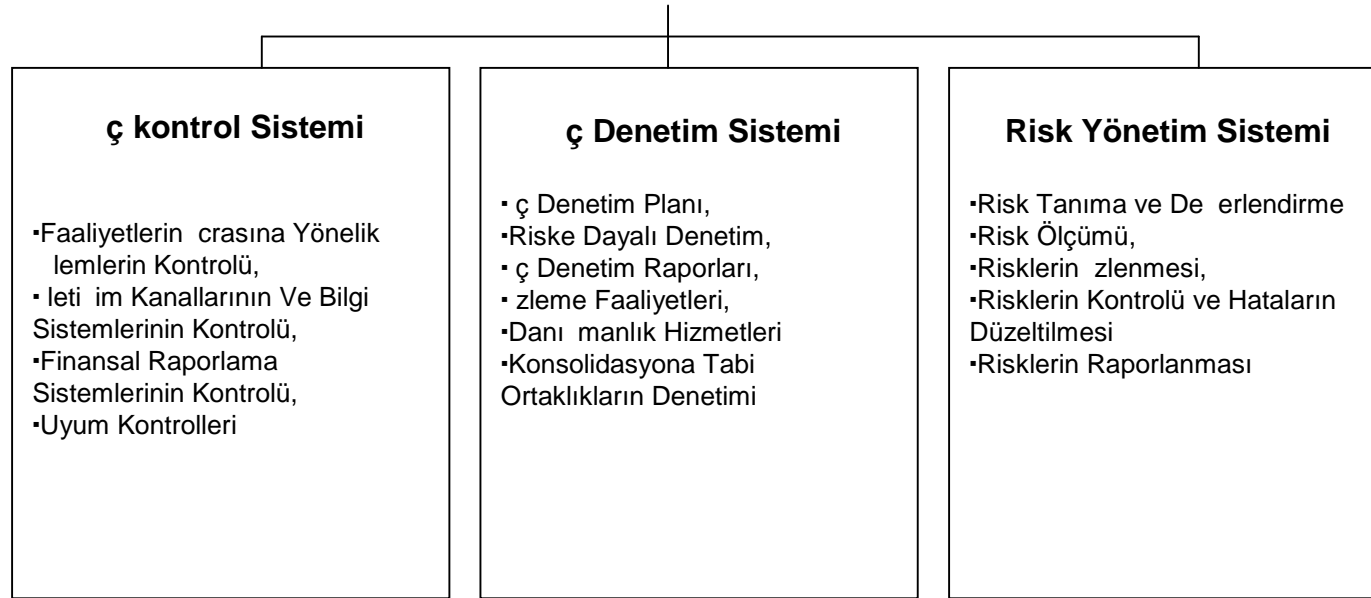 ç kontrol Sistemi
▪Faaliyetlerin crasına Yönelik
lemlerin Kontrolü,
▪ leti im Kanallarının Ve Bilgi
Sistemlerinin Kontrolü,
▪Finansal Raporlama
Sistemlerinin Kontrolü,
▪Uyum Kontrolleri
ç Denetim Sistemi
▪ ç Denetim Planı,
▪Riske Dayalı Denetim,
▪ ç Denetim Raporları,
▪ zleme Faaliyetleri,
▪Danı manlık Hizmetleri
▪Konsolidasyona Tabi
Ortaklıkların Denetimi
Risk Yönetim Sistemi
▪Risk Tanıma ve De erlendirme
▪Risk Ölçümü,
▪Risklerin zlenmesi,
▪Risklerin Kontrolü ve Hataların
Düzeltilmesi
▪Risklerin Raporlanması